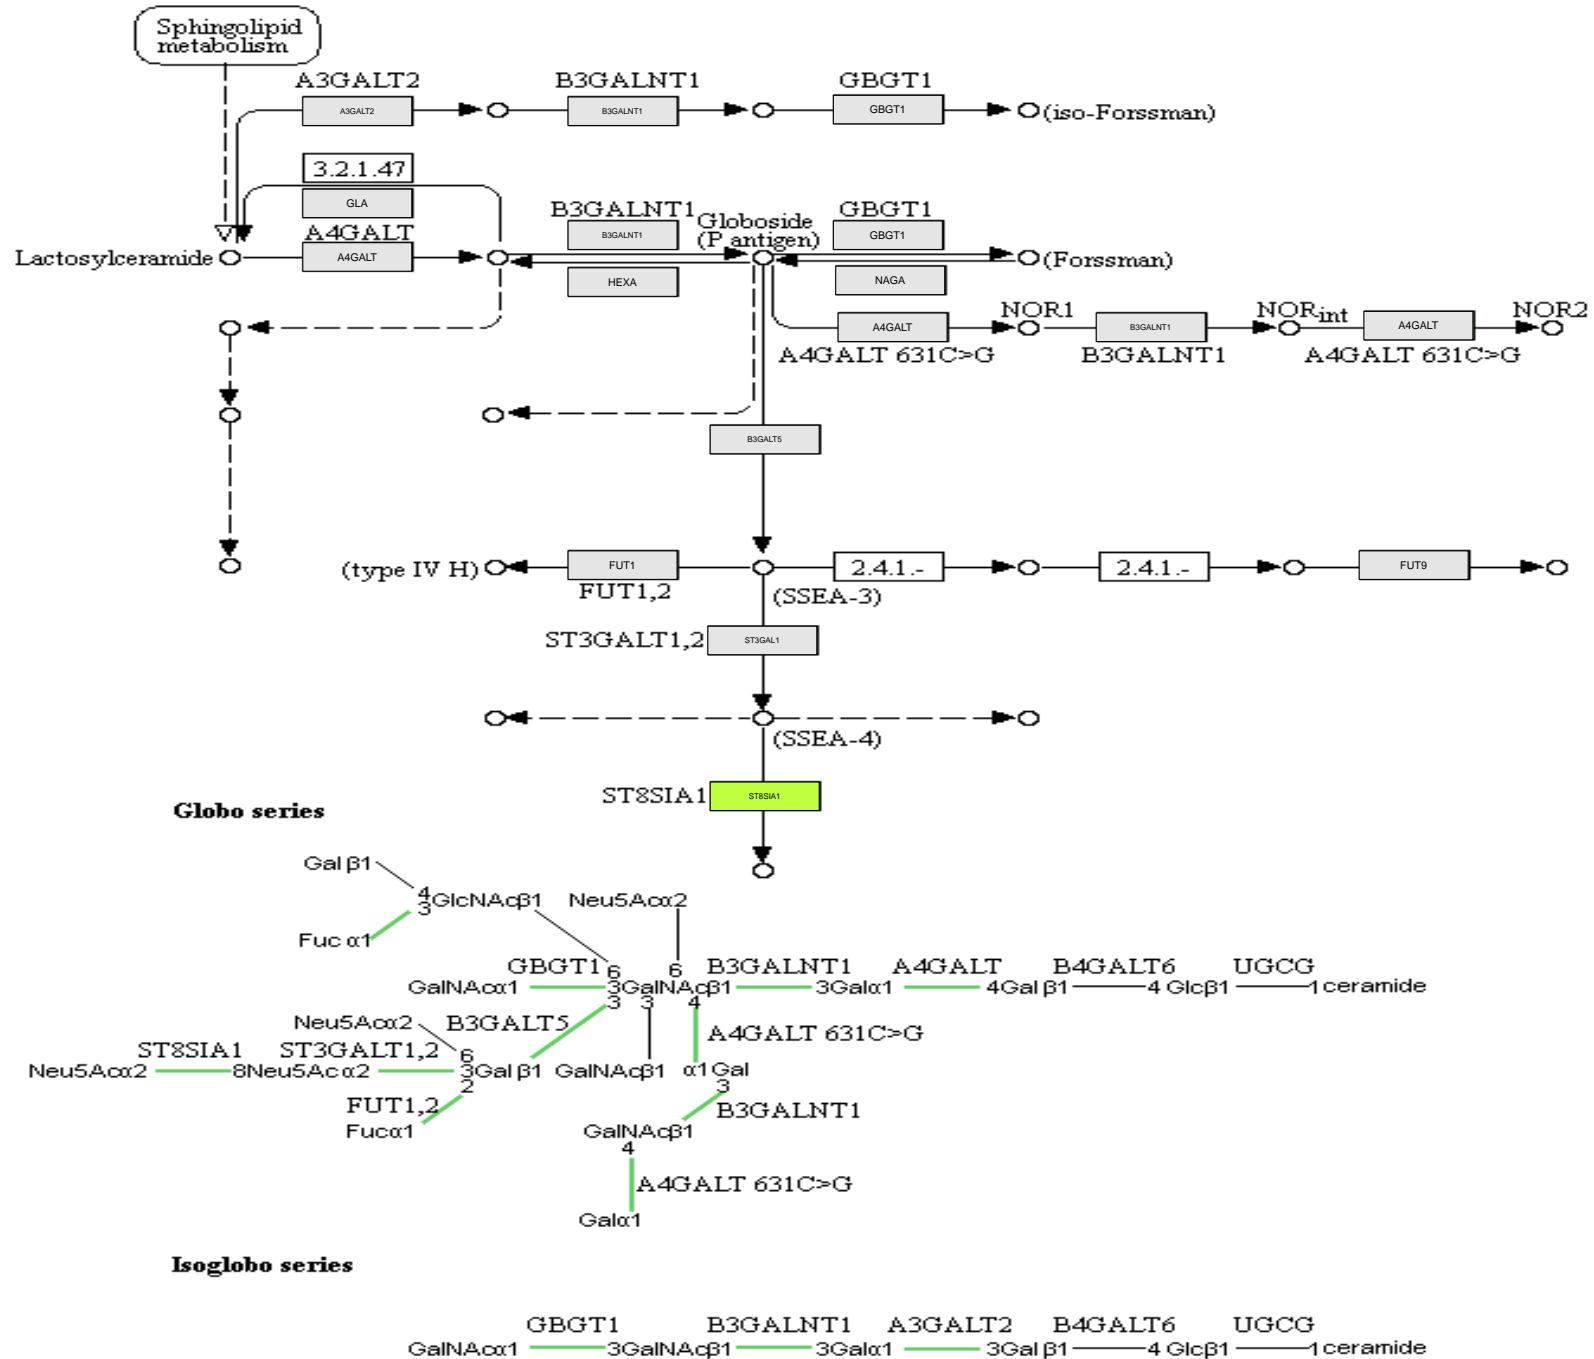 Sphingolipid
metabolism
A3GALT2 B3GALNT1 GBGT1
A3GALT2 B3GALNT1 GBGT1 (iso-Forssman)
3.2.1.47
GLA
B3GALNT1 Globoside GBGT1
A4GALT B3GALNT1 (P antigen) GBGT1
Lactosylceramide A4GALT (Forssman)
HEXA NAGA
NOR1 NORint NOR2
A4GALT B3GALNT1 A4GALT
A4GALT 631C>G B3GALNT1 A4GALT 631C>G
B3GALT5
(type IV H) FUT1 2.4.1.- 2.4.1.- FUT9
FUT1,2 (SSEA-3)
ST3GALT1,2 ST3GAL1
(SSEA-4)
ST8SIA1 ST8SIA1
Globo series
Gal β1
4
3GlcNAcβ1 Neu5Acα2
Fuc α1
GBGT1 6 6 B3GALNT1 A4GALT B4GALT6 UGCG
GalNAcα1 3GalNAcβ1 3Galα1 4Gal β1 4 Glcβ1 1ceramide
3 3 4
Neu5Acα2 B3GALT5 A4GALT 631C>G
ST8SIA1 ST3GALT1,2 6
Neu5Acα2 8Neu5Ac α2 3Gal β1 GalNAcβ1 α1 Gal
2 3
FUT1,2 B3GALNT1
Fucα1 GalNAcβ1
4
A4GALT 631C>G
Galα1
Isoglobo series
GBGT1 B3GALNT1 A3GALT2 B4GALT6 UGCG
GalNAcα1 3GalNAcβ1 3Galα1 3Gal β1 4 Glcβ1 1ceramide